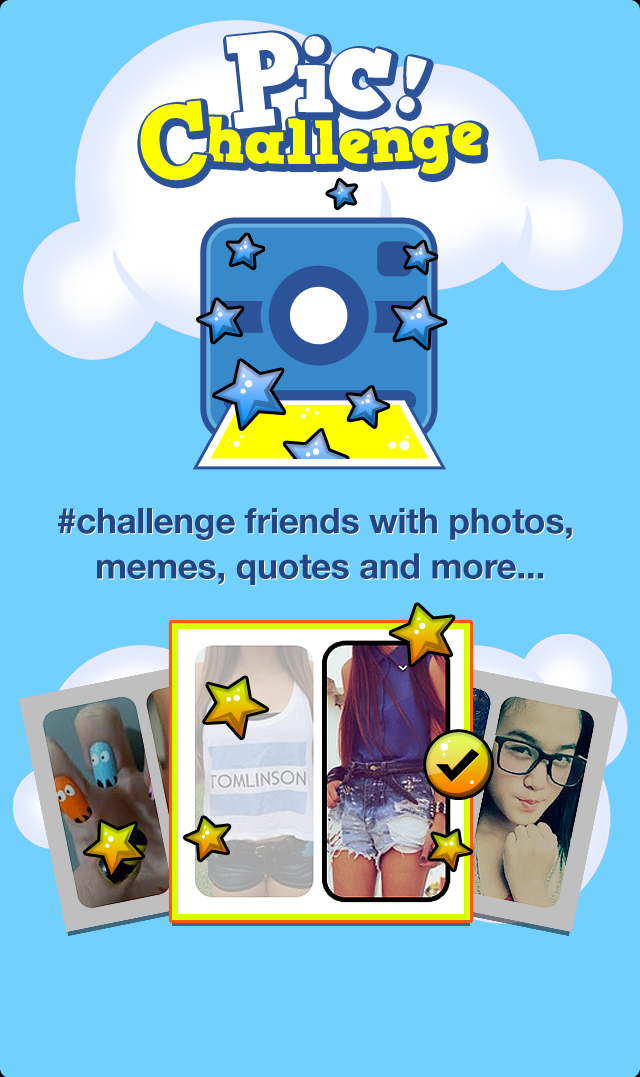 Pic!
Challenge
#challenge friends with photos,
memes, quotes and more...
TOMLINSON